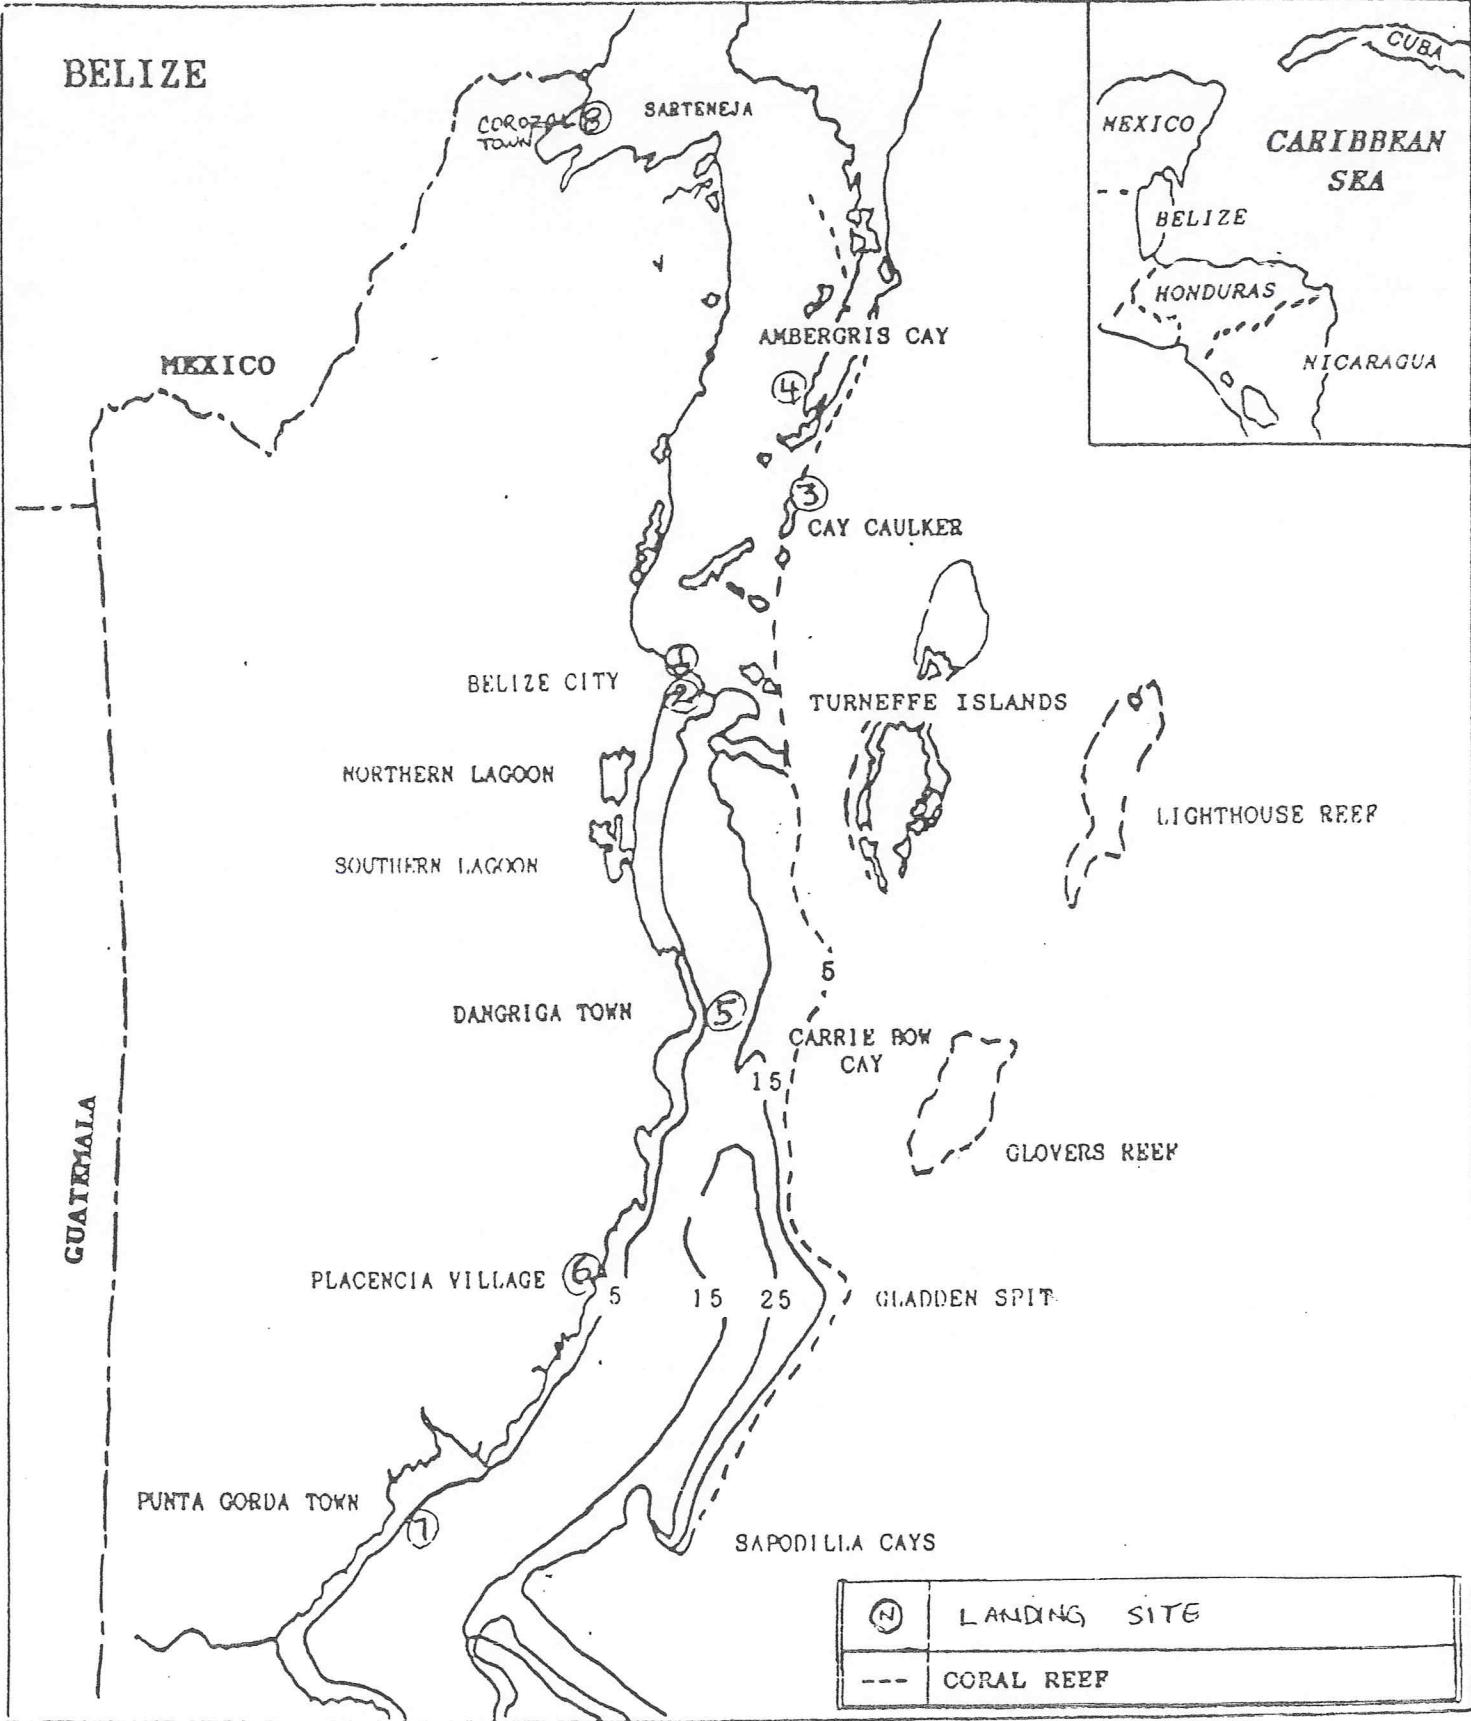 BELIZE
CUBA
MEXICO
CARIBBEAN
SEA
BELIZE
HONDURAS
NICARAGUA
COROZAL
TOWN
8
SARTENEJA
MEXICO
AMBERGRIS CAY
4
3
CAY CAULKER
1
BELIZE CITY
2
TURNEFFE ISLANDS
NORTHERN LAGOON
LIGHTHOUSE REEF
SOUTHERN LAGOON
5
DANGRIGA TOWN
5
CARRIE BOW
CAY
15
GUATEMALA
GLOVERS REEF
PLACENCIA VILLAGE
6
5
15
25
GLADDEN SPIT
PUNTA GORDA TOWN
7
SAPODILLA CAYS
N LANDING SITE
CORAL REEF